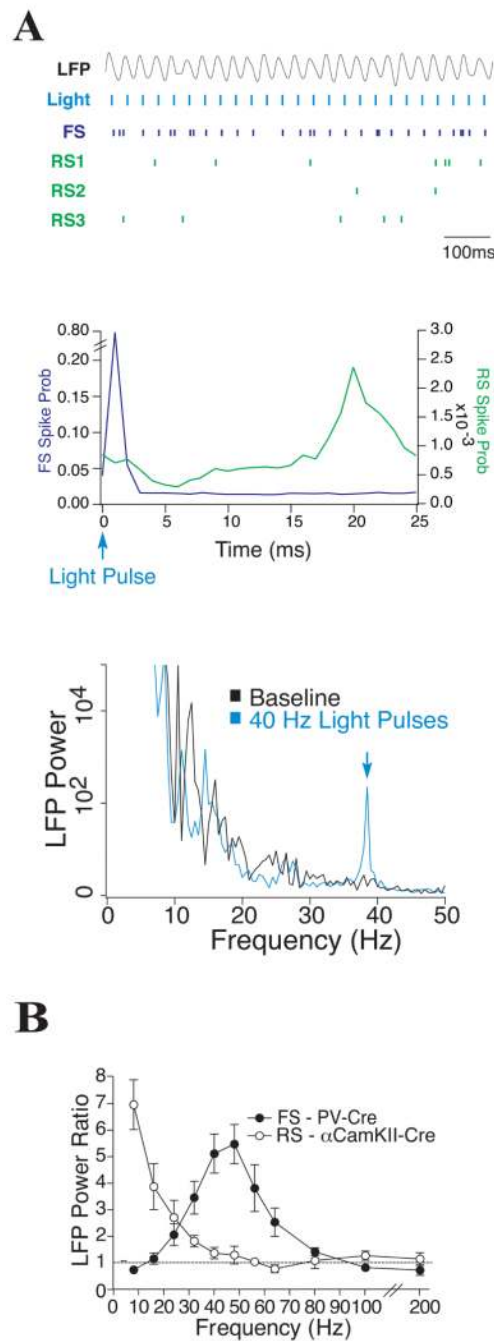 A
LFP
Light
FS
RS1
RS2
RS3
100ms
0.80
0.20
0.15
0.10
0.05
0.00
FS Spike Prob
3.0
2.5
2.0
1.5
1.0
0.5
0.0
x10-3
RS Spike Prob
0 5 10 15 20 25
Time (ms)
Light Pulse
Baseline
40 Hz Light Pulses
LFP Power
10⁴
10²
0
0 10 20 30 40 50
Frequency (Hz)
B
8
7
6
5
4
3
2
1
0
LFP Power Ratio
FS - PV-Cre
RS - αCamKII-Cre
0 10 20 30 40 50 60 70 80 90 100 200
Frequency (Hz)